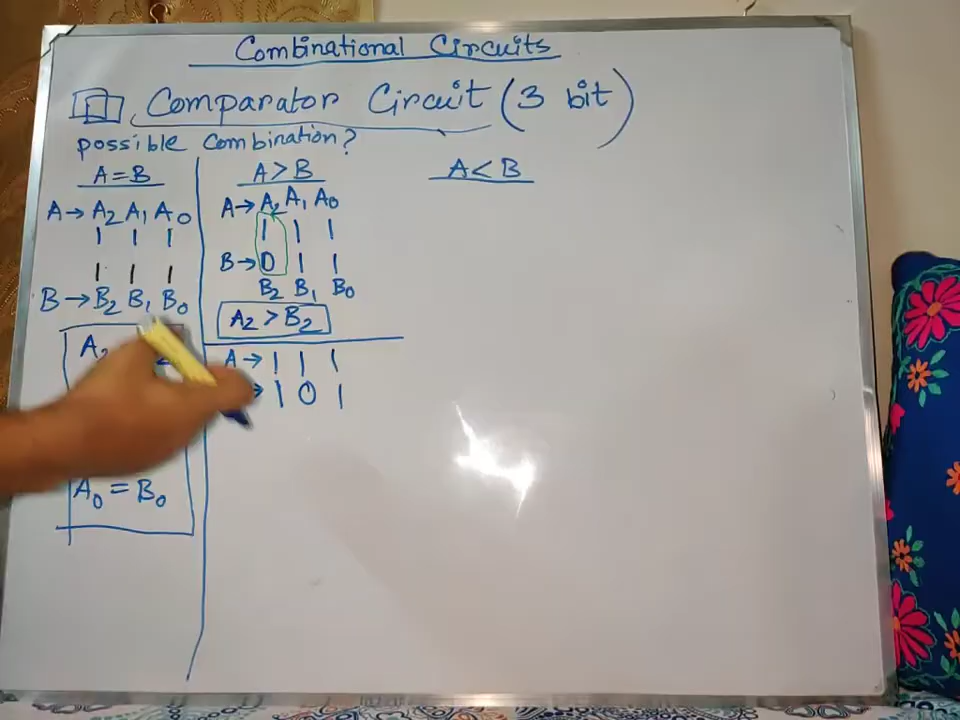 Combinational Circuits
Comparator Circuit (3 bit)
possible combination?
A=B
A→ A2 A1 A0
1 1 1
1 1 1
B→ B2 B1 B0
A2
A0 = B0
A>B
A→ A2 A1 A0
1 1 1
B→ 0 1 1
B2 B1 B0
A2 > B2
A→ 1 1 1
→ 1 0 1
A<B